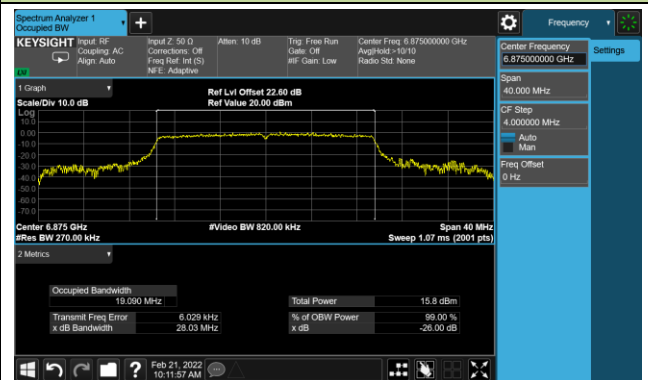 Spectrum Analyzer 1
Occupied BW
Frequency
KEYSIGHT
Input: RF
Coupling: AC
Align: Auto
Input Z: 50 Ω
Corrections: Off
Freq Ref: Int (S)
NFE: Adaptive
Atten: 10 dB
Trig: Free Run
Gate: Off
#IF Gain: Low
Center Freq: 6.875000000 GHz
Avg|Hold:>10/10
Radio Std: None
Center Frequency
6.875000000 GHz
Settings
Span
40.000 MHz
CF Step
4.000000 MHz
Auto
Man
Freq Offset
0 Hz
1 Graph
Scale/Div 10.0 dB
Ref Lvl Offset 22.60 dB
Ref Value 20.00 dBm
Log
10.0
0.00
-10.0
-20.0
-30.0
-40.0
-50.0
-60.0
-70.0
Center 6.875 GHz
#Video BW 820.00 kHz
Span 40 MHz
#Res BW 270.00 kHz
Sweep 1.07 ms (2001 pts)
2 Metrics
Occupied Bandwidth
19.090 MHz
Total Power 15.8 dBm
Transmit Freq Error 6.029 kHz
% of OBW Power 99.00 %
x dB Bandwidth 28.03 MHz
x dB -26.00 dB
Feb 21, 2022
10:11:57 AM